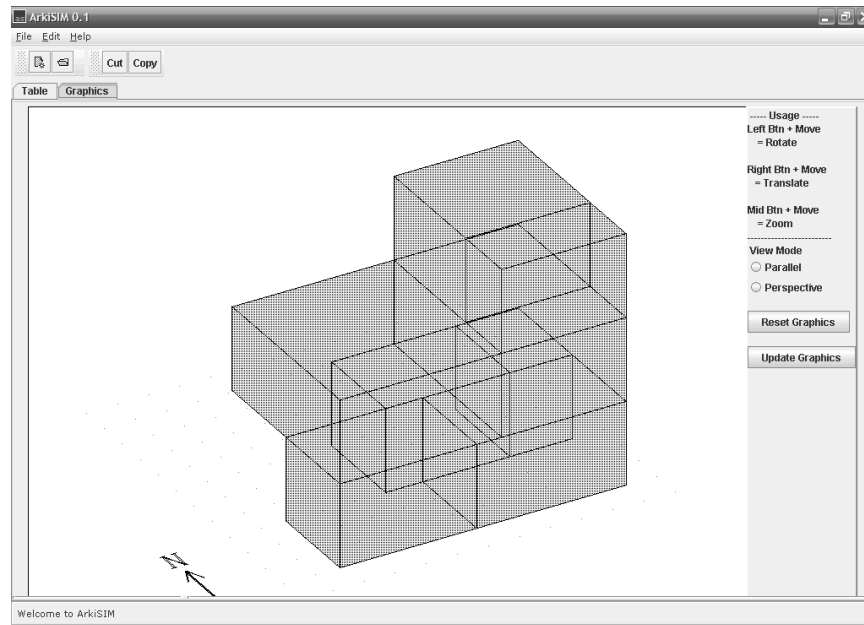 ArkiSIM 0.1
File Edit Help
Cut Copy
Table Graphics
----- Usage -----
Left Btn + Move
= Rotate
Right Btn + Move
= Translate
Mid Btn + Move
= Zoom
-------------------------
View Mode
Parallel
Perspective
Reset Graphics
Update Graphics
N
Welcome to ArkiSIM